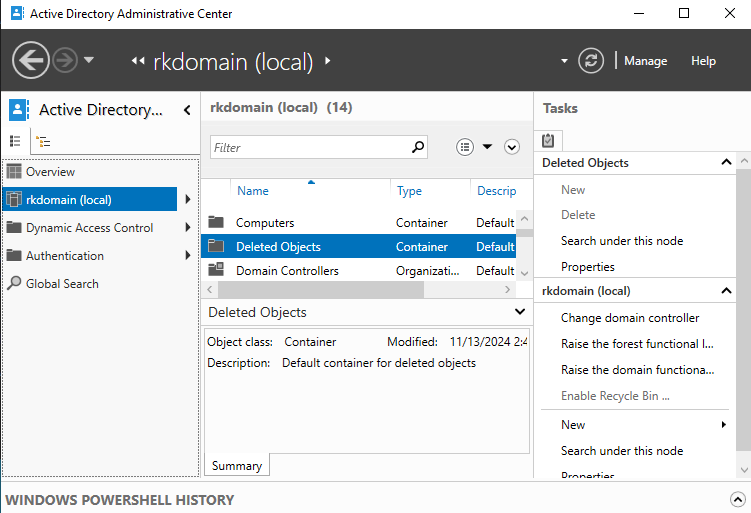 Active Directory Administrative Center
rkdomain (local)
Manage
Help
Active Directory...
Overview
rkdomain (local)
Dynamic Access Control
Authentication
Global Search
rkdomain (local) (14)
Filter
Name Type Descrip
Computers Container Default
Deleted Objects Container Default
Domain Controllers Organizati... Default
Deleted Objects
Object class: Container Modified: 11/13/2024 2:4
Description: Default container for deleted objects
Summary
Tasks
Deleted Objects
New
Delete
Search under this node
Properties
rkdomain (local)
Change domain controller
Raise the forest functional l...
Raise the domain functiona...
Enable Recycle Bin ...
New
Search under this node
Properties
WINDOWS POWERSHELL HISTORY